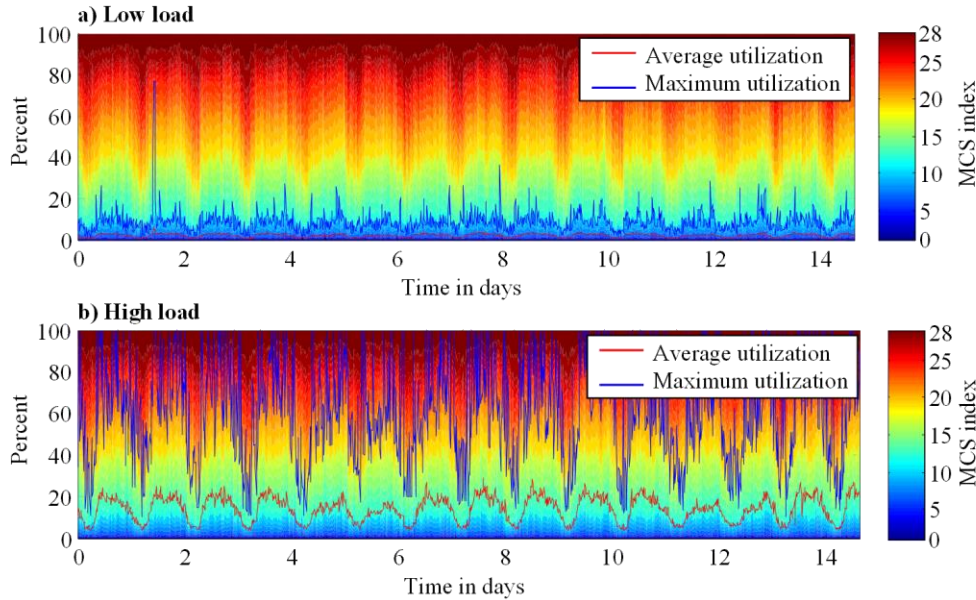 a) Low load
100
80
60
40
20
0
Percent
0 2 4 6 8 10 12 14
Time in days
Average utilization
Maximum utilization
28
25
20
15
10
5
0
MCS index
b) High load
100
80
60
40
20
0
Percent
0 2 4 6 8 10 12 14
Time in days
Average utilization
Maximum utilization
28
25
20
15
10
5
0
MCS index